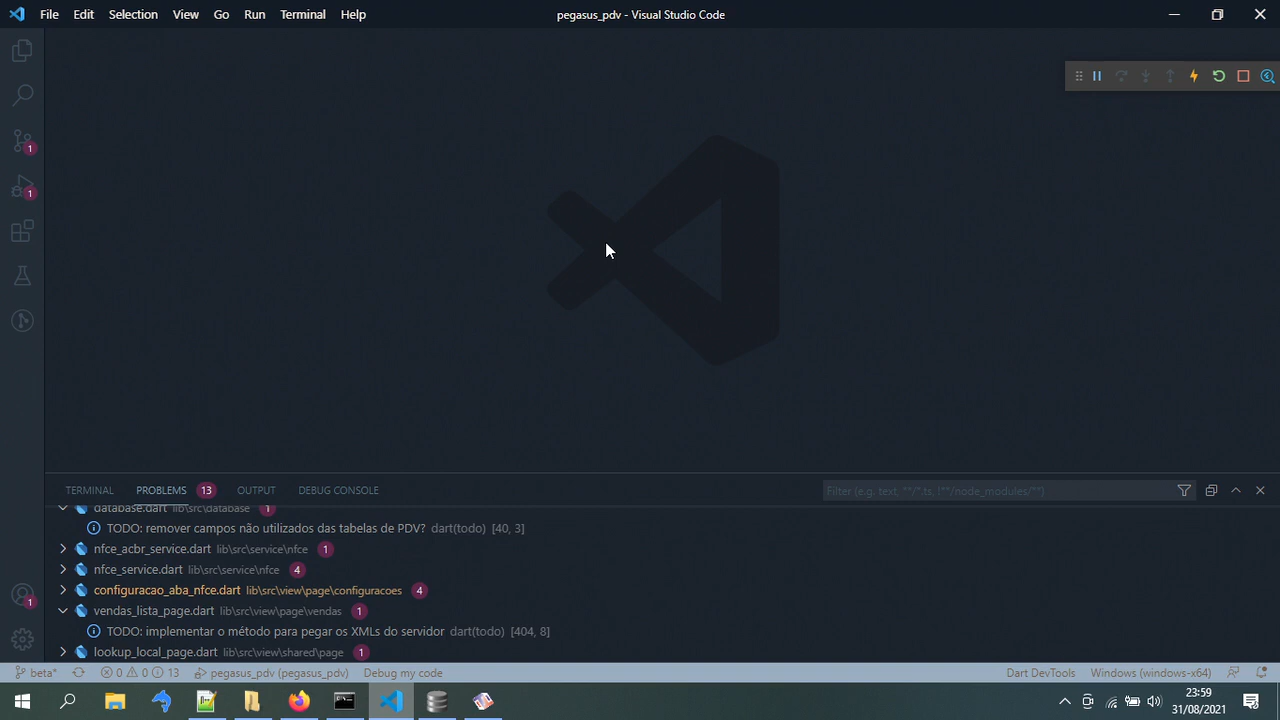 File Edit Selection View Go Run Terminal Help
pegasus_pdv - Visual Studio Code
1
1
TERMINAL PROBLEMS 13 OUTPUT DEBUG CONSOLE
Filter (e.g. text, **/*.ts, !**/node_modules/**)
database.dart lib\src\database 1
TODO: remover campos não utilizados das tabelas de PDV? dart(todo) [40, 3]
nfce_acbr_service.dart lib\src\service\nfce 1
nfce_service.dart lib\src\service\nfce 4
configuracao_aba_nfce.dart lib\src\view\page\configuracoes 4
1
vendas_lista_page.dart lib\src\view\page\vendas 1
TODO: implementar o método para pegar os XMLs do servidor dart(todo) [404, 8]
lookup_local_page.dart lib\src\view\shared\page 1
beta* 0 0 13 pegasus_pdv (pegasus_pdv) Debug my code Dart DevTools Windows (windows-x64)
23:59
31/08/2021